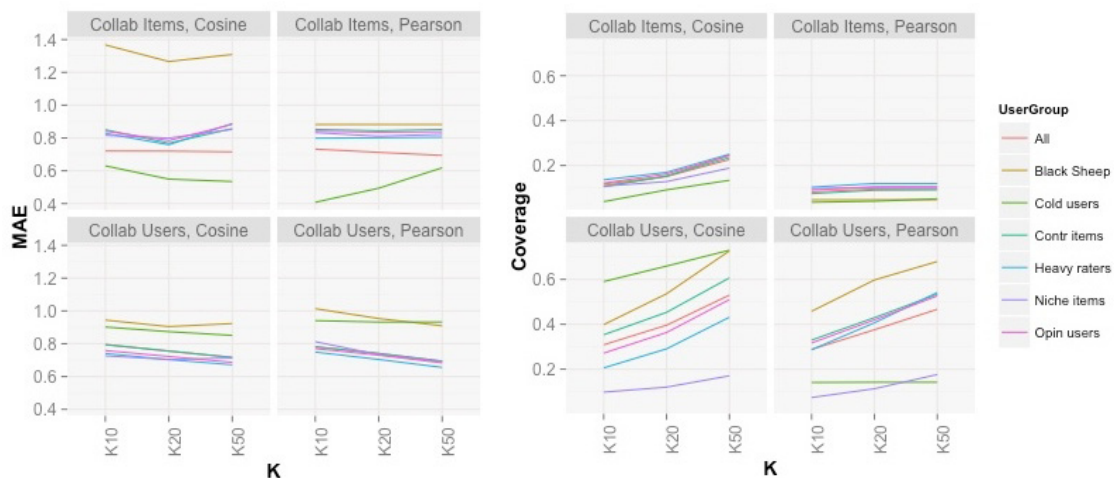 Collab Items, Cosine
Collab Items, Pearson
1.4
1.2
1.0
0.8
0.6
0.4
Collab Users, Cosine
Collab Users, Pearson
1.4
1.2
1.0
0.8
0.6
0.4
MAE
K10
K20
K50
K10
K20
K50
K
Collab Items, Cosine
Collab Items, Pearson
0.6
0.4
0.2
Collab Users, Cosine
Collab Users, Pearson
0.6
0.4
0.2
Coverage
K10
K20
K50
K10
K20
K50
K
UserGroup
All
Black Sheep
Cold users
Contr items
Heavy raters
Niche items
Opin users